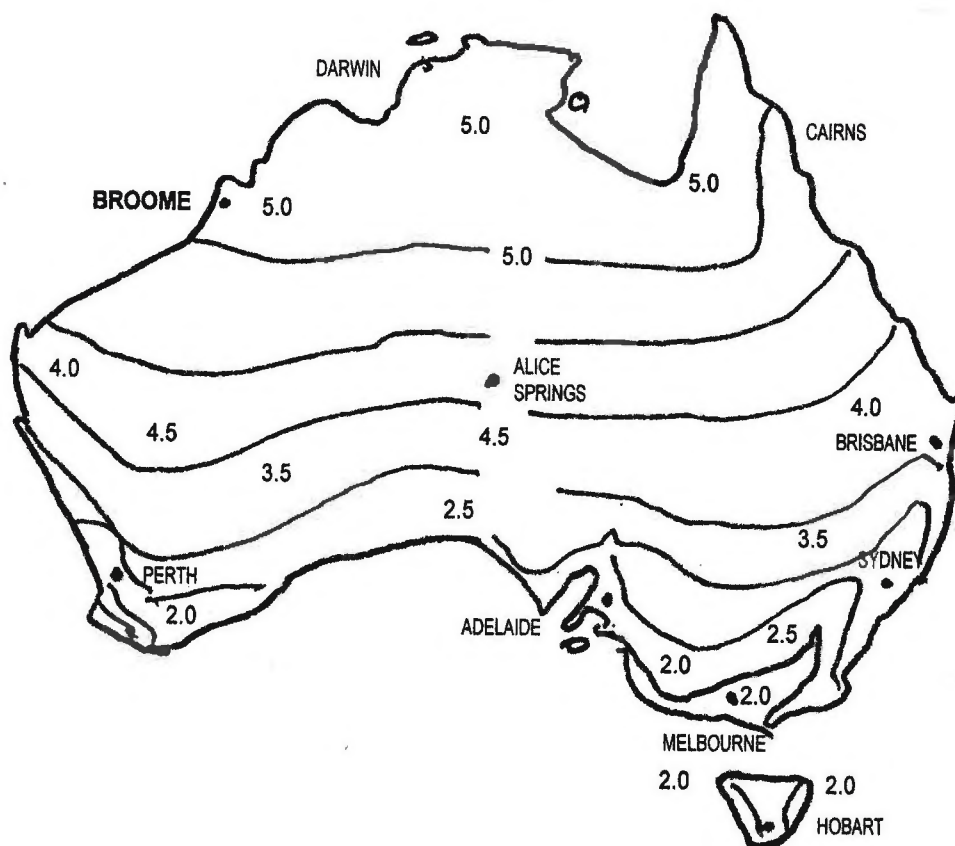 DARWIN
5.0
CAIRNS
5.0
BROOME
5.0
5.0
4.0
ALICE
SPRINGS
4.0
4.5
4.5
BRISBANE
3.5
2.5
3.5
PERTH
SYDNEY
2.0
ADELAIDE
2.5
2.0
2.0
MELBOURNE
2.0
2.0
HOBART